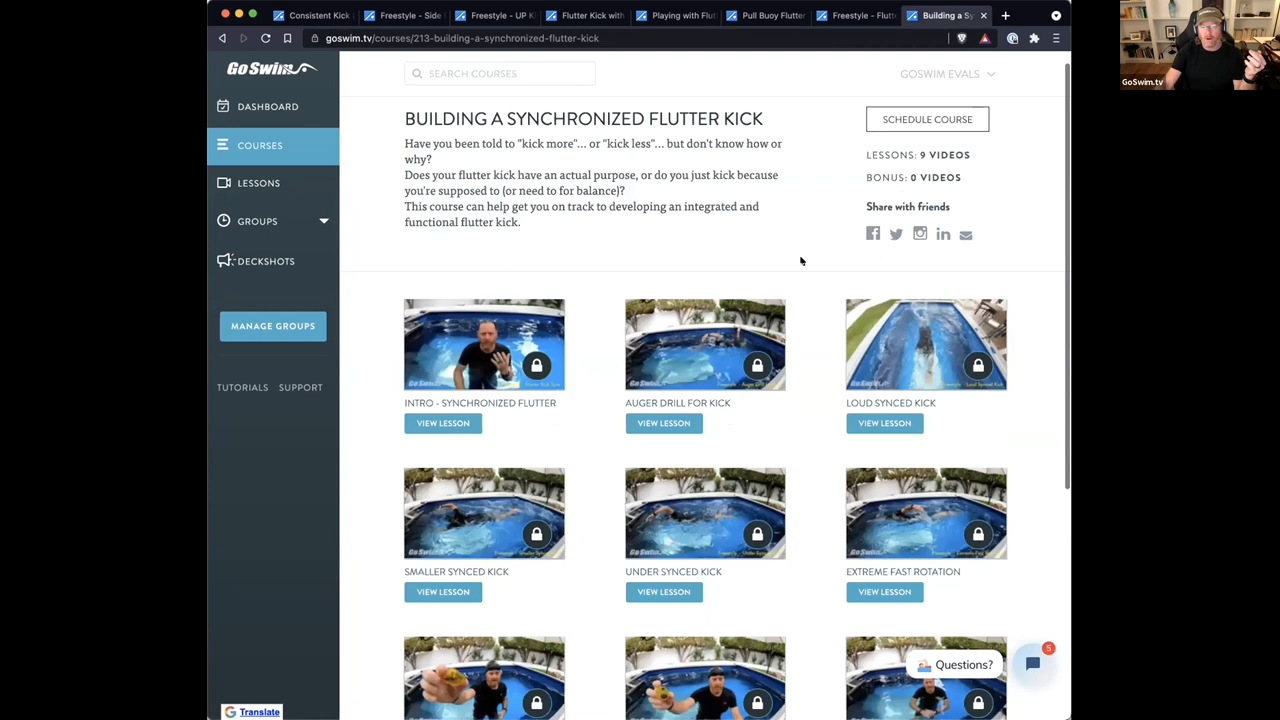 Consistent Kick
Freestyle - Side
Freestyle - UP K
Flutter Kick with
Playing with Flut
Pull Buoy Flutter
Freestyle - Flutt
Building a Sy
goswim.tv/courses/213-building-a-synchronized-flutter-kick
GoSwim
SEARCH COURSES
GOSWIM EVALS
DASHBOARD
COURSES
LESSONS
GROUPS
DECKSHOTS
MANAGE GROUPS
TUTORIALS
SUPPORT
BUILDING A SYNCHRONIZED FLUTTER KICK
Have you been told to "kick more"... or "kick less"... but don't know how or
why?
Does your flutter kick have an actual purpose, or do you just kick because
you're supposed to (or need to for balance)?
This course can help get you on track to developing an integrated and
functional flutter kick.
SCHEDULE COURSE
LESSONS: 9 VIDEOS
BONUS: 0 VIDEOS
Share with friends
INTRO - SYNCHRONIZED FLUTTER
VIEW LESSON
AUGER DRILL FOR KICK
VIEW LESSON
LOUD SYNCED KICK
VIEW LESSON
SMALLER SYNCED KICK
VIEW LESSON
UNDER SYNCED KICK
VIEW LESSON
EXTREME FAST ROTATION
VIEW LESSON
Questions?
5
Translate
GoSwim.tv